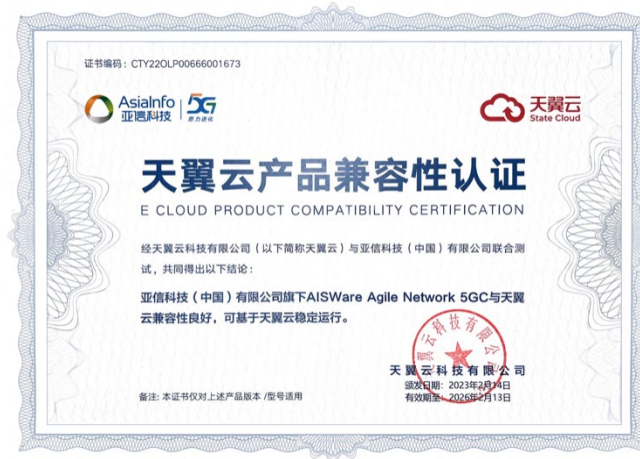 证书编码：CTY22OLP00666001673
AsiaInfo
亚信科技
5G
势力进化
天翼云
State Cloud
天翼云产品兼容性认证
E CLOUD PRODUCT COMPATIBILITY CERTIFICATION
经天翼云科技有限公司（以下简称天翼云）与亚信科技（中国）有限公司联合测
试，共同得出以下结论：
亚信科技（中国）有限公司旗下AISWare Agile Network 5GC与天翼
云兼容性良好，可基于天翼云稳定运行。
天翼云科技有限公司
天翼云科技有限公司
颁发日期：2023年2月14日
有效期至：2026年2月13日
备注：本证书仅对上述产品版本 /型号适用